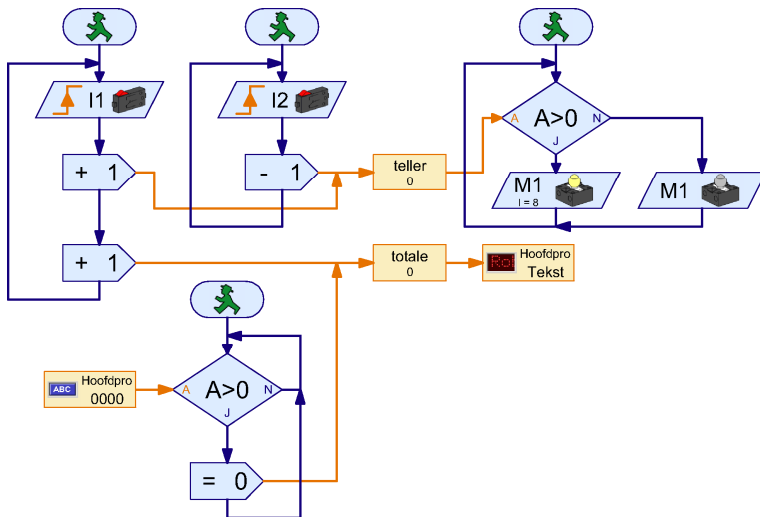 I1
I2
A>0
A
N
J
+ 1
- 1
teller
0
M1
I = 8
M1
+ 1
totale
0
Hoofdpro
Tekst
Hoofdpro
ABC
0000
A>0
A
N
J
= 0